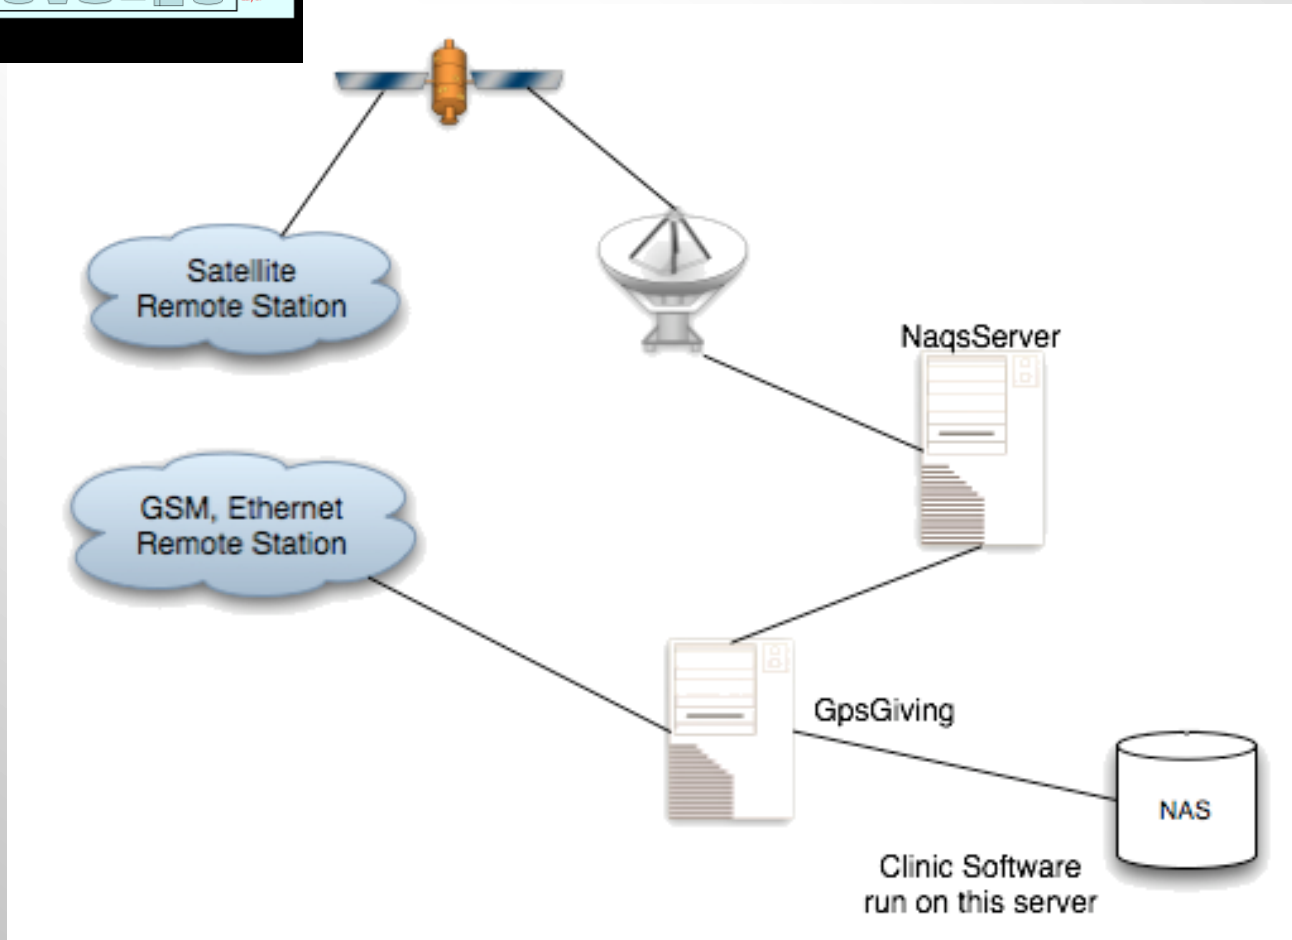 Satellite
Remote Station
NaqsServer
GSM, Ethernet
Remote Station
GpsGiving
NAS
Clinic Software
run on this server